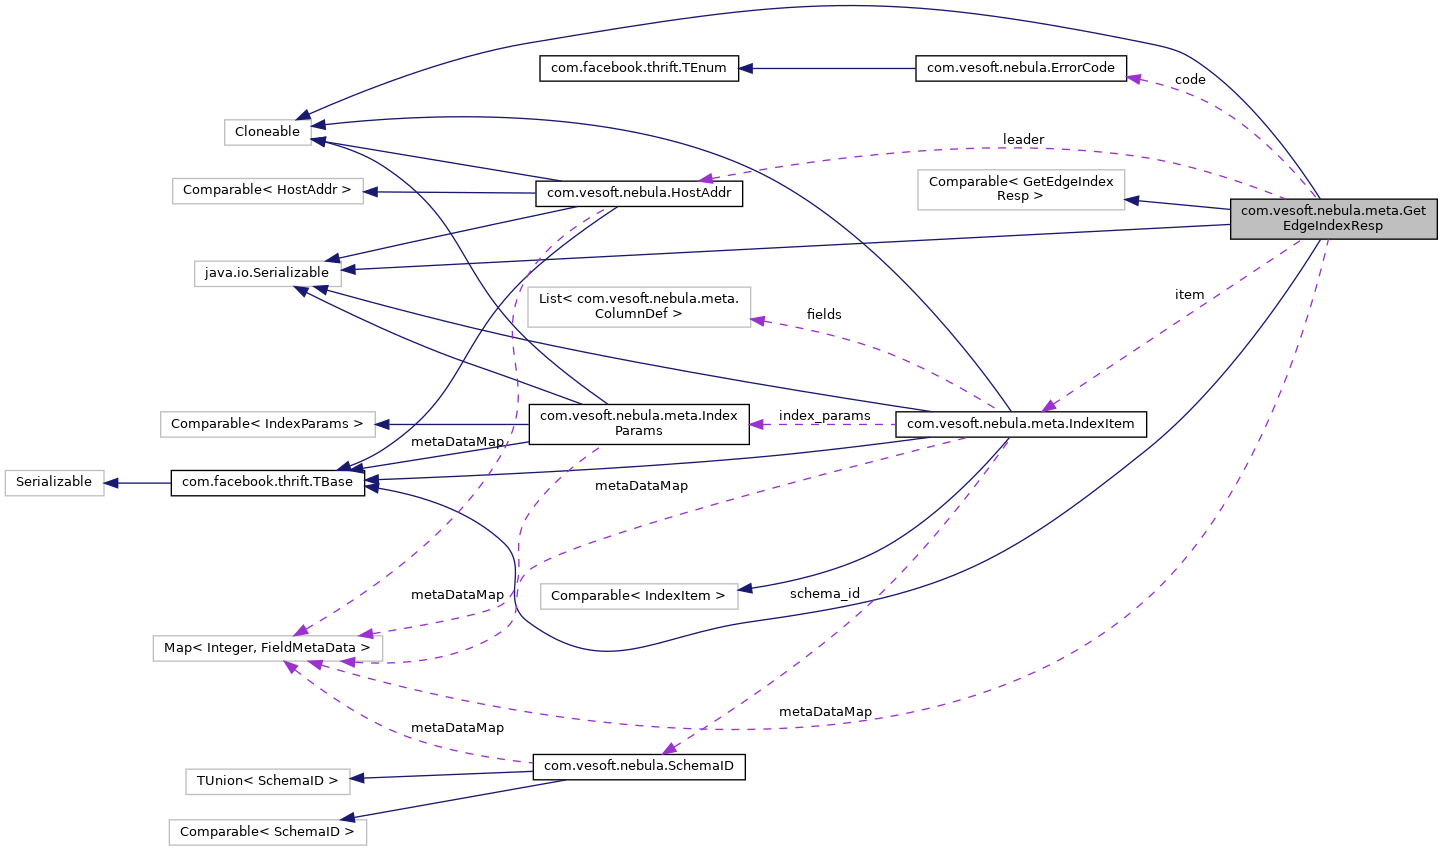 com.facebook.thrift.TEnum
com.vesoft.nebula.ErrorCode
code
Cloneable
leader
Comparable< HostAddr >
com.vesoft.nebula.HostAddr
Comparable< GetEdgeIndex
Resp >
com.vesoft.nebula.meta.Get
EdgeIndexResp
java.io.Serializable
List< com.vesoft.nebula.meta.
ColumnDef >
fields
item
Comparable< IndexParams >
com.vesoft.nebula.meta.Index
Params
index_params
com.vesoft.nebula.meta.IndexItem
metaDataMap
Serializable
com.facebook.thrift.TBase
metaDataMap
metaDataMap
Comparable< IndexItem >
schema_id
Map< Integer, FieldMetaData >
metaDataMap
metaDataMap
com.vesoft.nebula.SchemaID
TUnion< SchemaID >
Comparable< SchemaID >